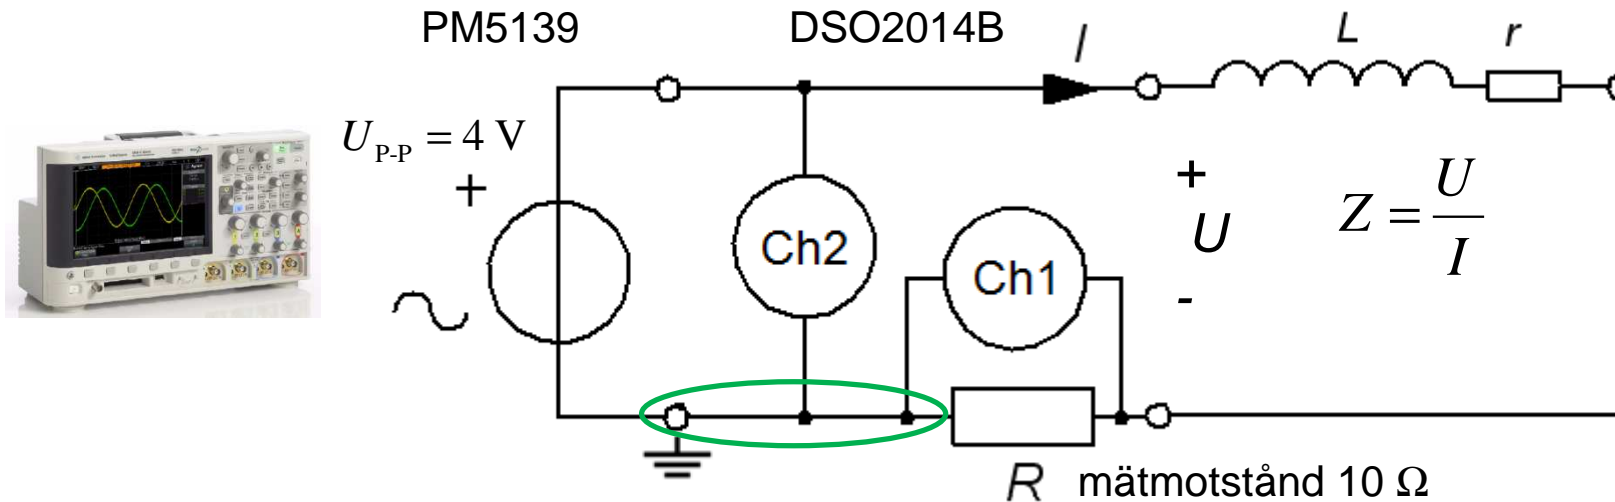 PM5139 DSO2014B
I L r
U_P-P = 4 V
+
+
U
-
Z = U/I
Ch2
Ch1
R mätmotstånd 10 Ω